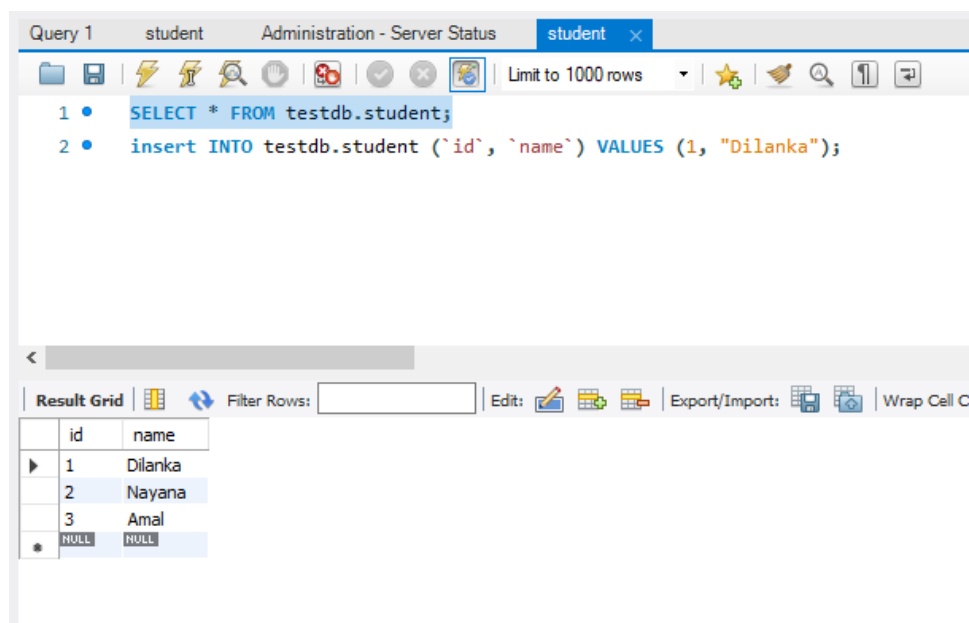 Query 1 student Administration - Server Status student
Limit to 1000 rows
1 SELECT * FROM testdb.student;
2 insert INTO testdb.student (`id`, `name`) VALUES (1, "Dilanka");
Result Grid Filter Rows: Edit: Export/Import: Wrap Cell C
id name
1 Dilanka
2 Nayana
3 Amal
NULL NULL